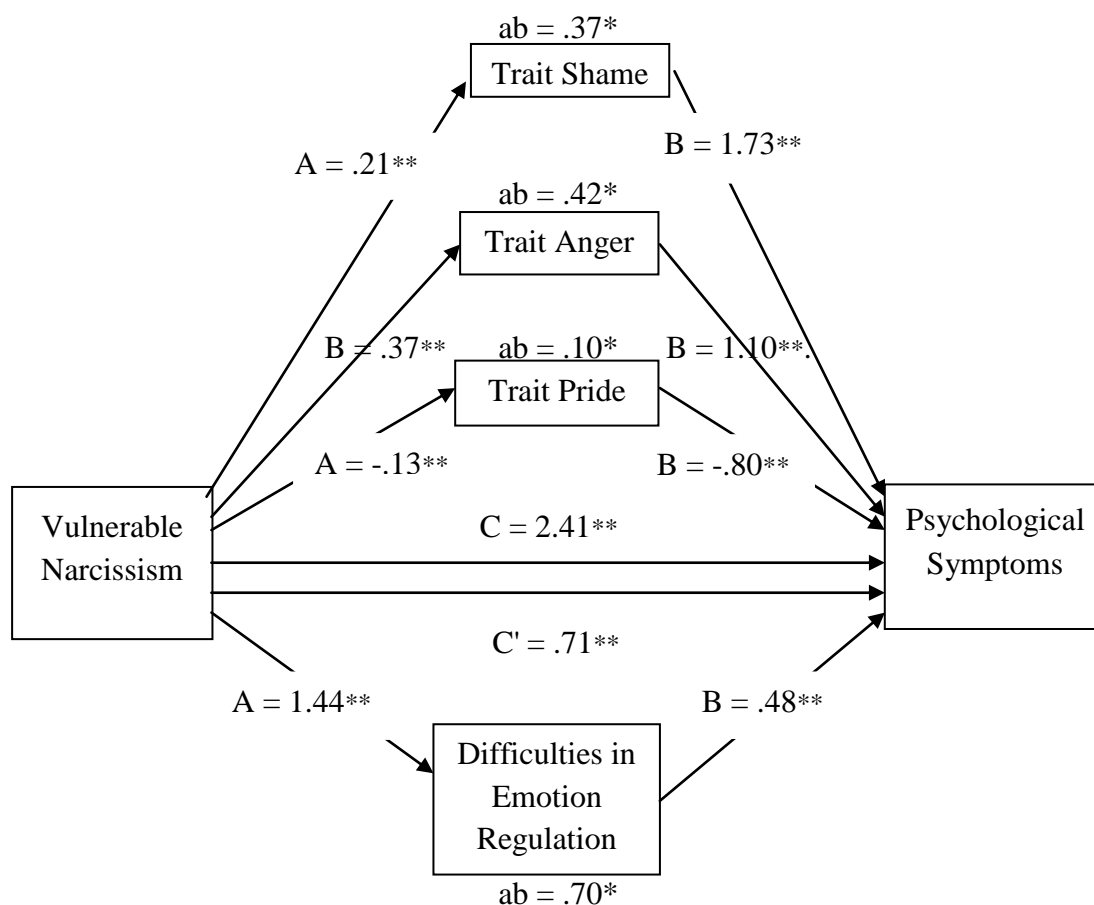 ab = .37*
Trait Shame
A = .21**
B = 1.73**
ab = .42*
Trait Anger
B = .37**
ab = .10*
B = 1.10**.
Trait Pride
A = -.13**
B = -.80**
Vulnerable
Narcissism
C = 2.41**
Psychological
Symptoms
C' = .71**
A = 1.44**
B = .48**
Difficulties in
Emotion
Regulation
ab = .70*